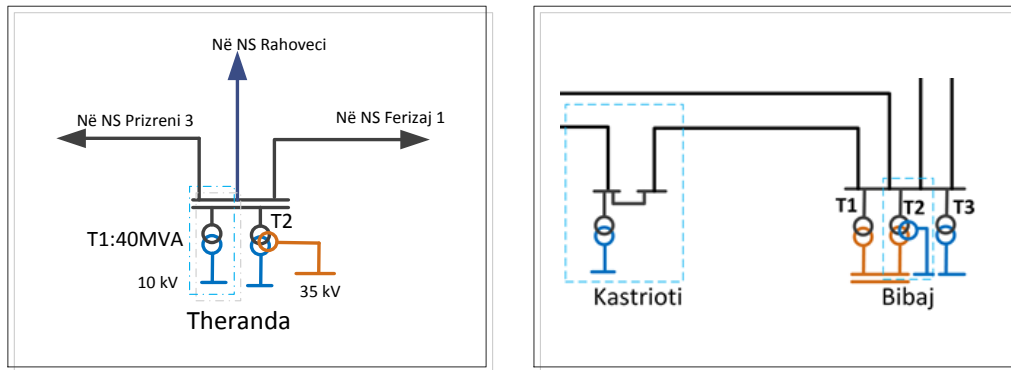 Në NS Rahoveci
Në NS Prizreni 3
Në NS Ferizaj 1
T2
T1:40MVA
10 kV
35 kV
Theranda
T1
T2
T3
Kastrioti
Bibaj